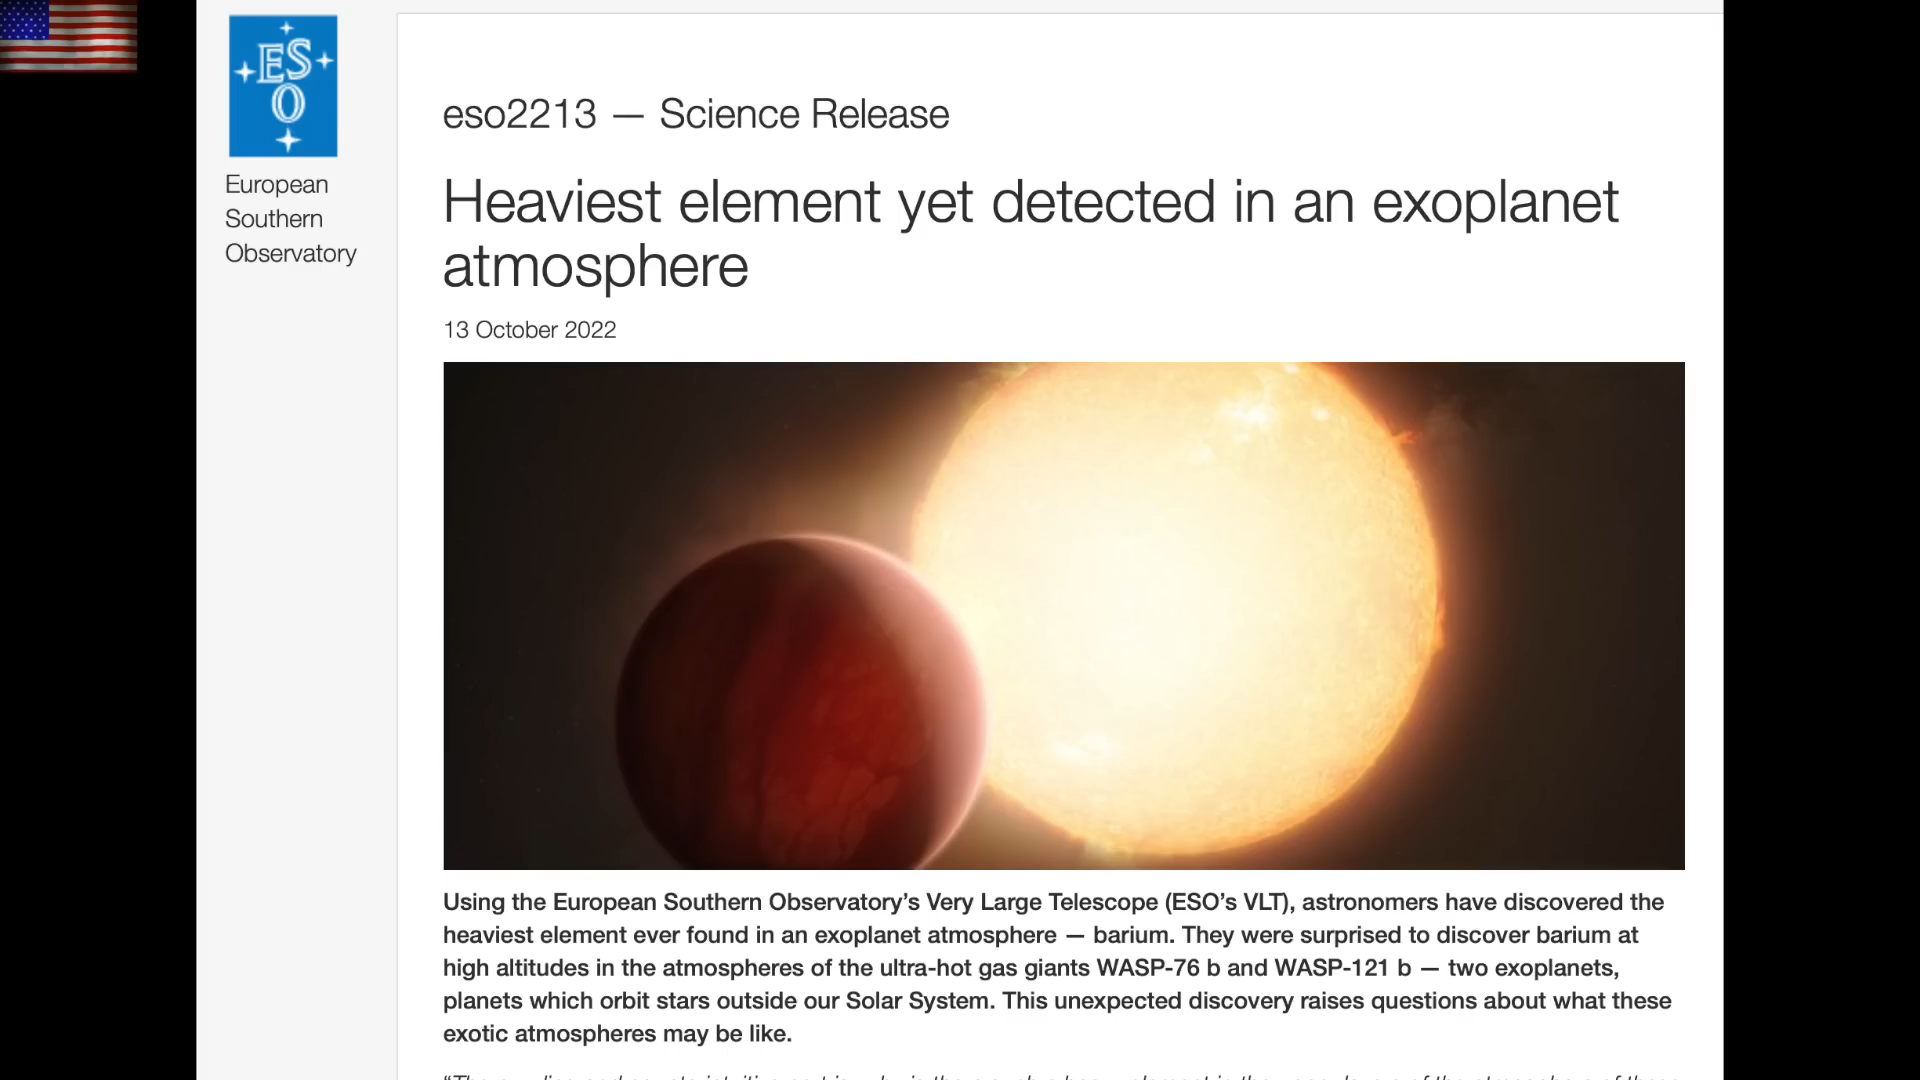 ES
O
European
Southern
Observatory
eso2213 — Science Release
Heaviest element yet detected in an exoplanet
atmosphere
13 October 2022
Using the European Southern Observatory’s Very Large Telescope (ESO’s VLT), astronomers have discovered the
heaviest element ever found in an exoplanet atmosphere — barium. They were surprised to discover barium at
high altitudes in the atmospheres of the ultra-hot gas giants WASP-76 b and WASP-121 b — two exoplanets,
planets which orbit stars outside our Solar System. This unexpected discovery raises questions about what these
exotic atmospheres may be like.